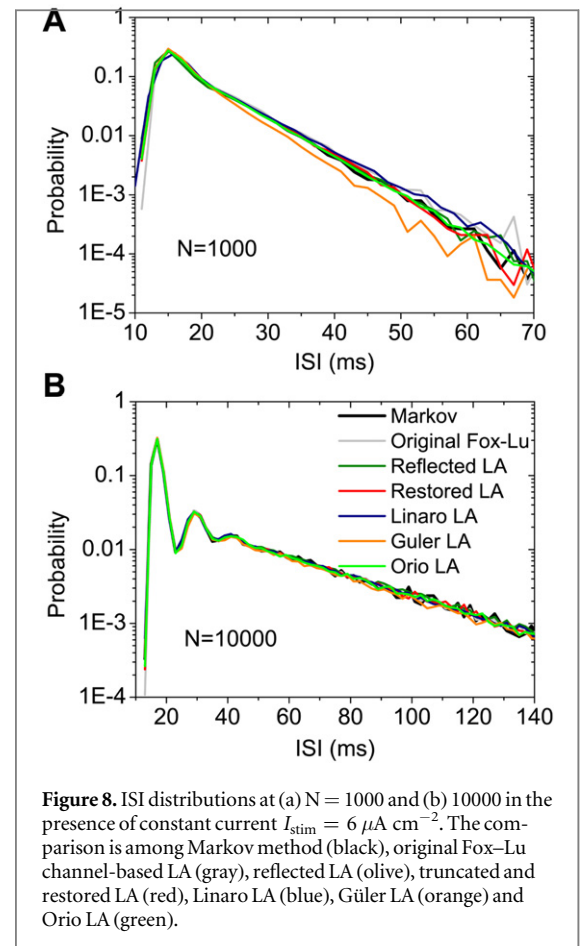 A
1
0.1
0.01
1E-3
1E-4
1E-5
Probability
N=1000
10 20 30 40 50 60 70
ISI (ms)
B
1
0.1
0.01
1E-3
1E-4
Probability
Markov
Original Fox-Lu
Reflected LA
Restored LA
Linaro LA
Guler LA
Orio LA
N=10000
20 40 60 80 100 120 140
ISI (ms)
Figure 8. ISI distributions at (a) N = 1000 and (b) 10000 in the
presence of constant current I_stim = 6 μA cm⁻². The com-
parison is among Markov method (black), original Fox–Lu
channel-based LA (gray), reflected LA (olive), truncated and
restored LA (red), Linaro LA (blue), Güler LA (orange) and
Orio LA (green).